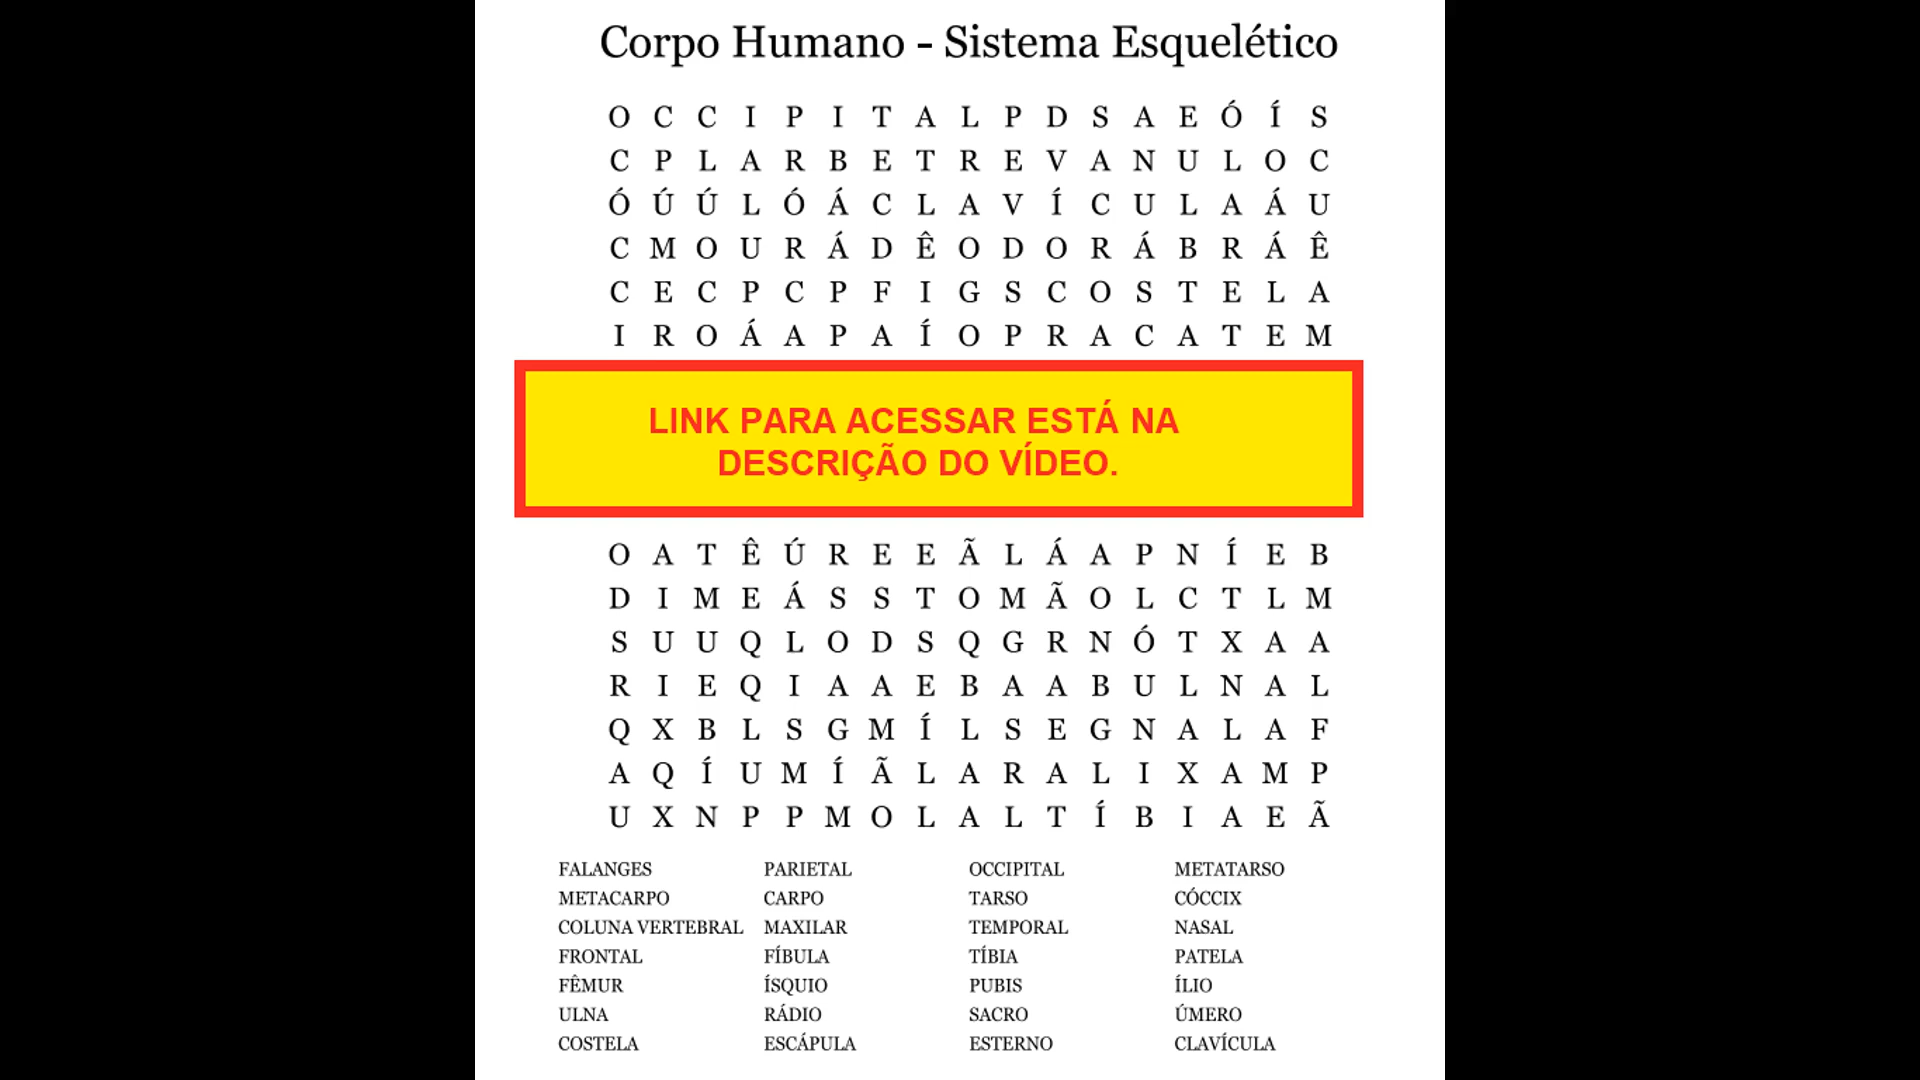 Corpo Humano - Sistema Esquelético
O C C I P I T A L P D S A E Ó Í S
C P L A R B E T R E V A N U L O C
Ó Ú Ú L Ó Á C L A V Í C U L A Á U
C M O U R Á D Ê O D O R Á B R Á Ê
C E C P C P F I G S C O S T E L A
I R O Á A P A Í O P R A C A T E M
LINK PARA ACESSAR ESTÁ NA
DESCRIÇÃO DO VÍDEO.
O A T Ê Ú R E E Ã L Á A P N Í E B
D I M E Á S S T O M Ã O L C T L M
S U U Q L O D S Q G R N Ó T X A A
R I E Q I A A E B A A B U L N A L
Q X B L S G M Í L S E G N A L A F
A Q Í U M Í Ã L A R A L I X A M P
U X N P P M O L A L T Í B I A E Ã
FALANGES PARIETAL OCCIPITAL METATARSO
METACARPO CARPO TARSO CÓCCIX
COLUNA VERTEBRAL MAXILAR TEMPORAL NASAL
FRONTAL FÍBULA TÍBIA PATELA
FÊMUR ÍSQUIO PUBIS ÍLIO
ULNA RÁDIO SACRO ÚMERO
COSTELA ESCÁPULA ESTERNO CLAVÍCULA